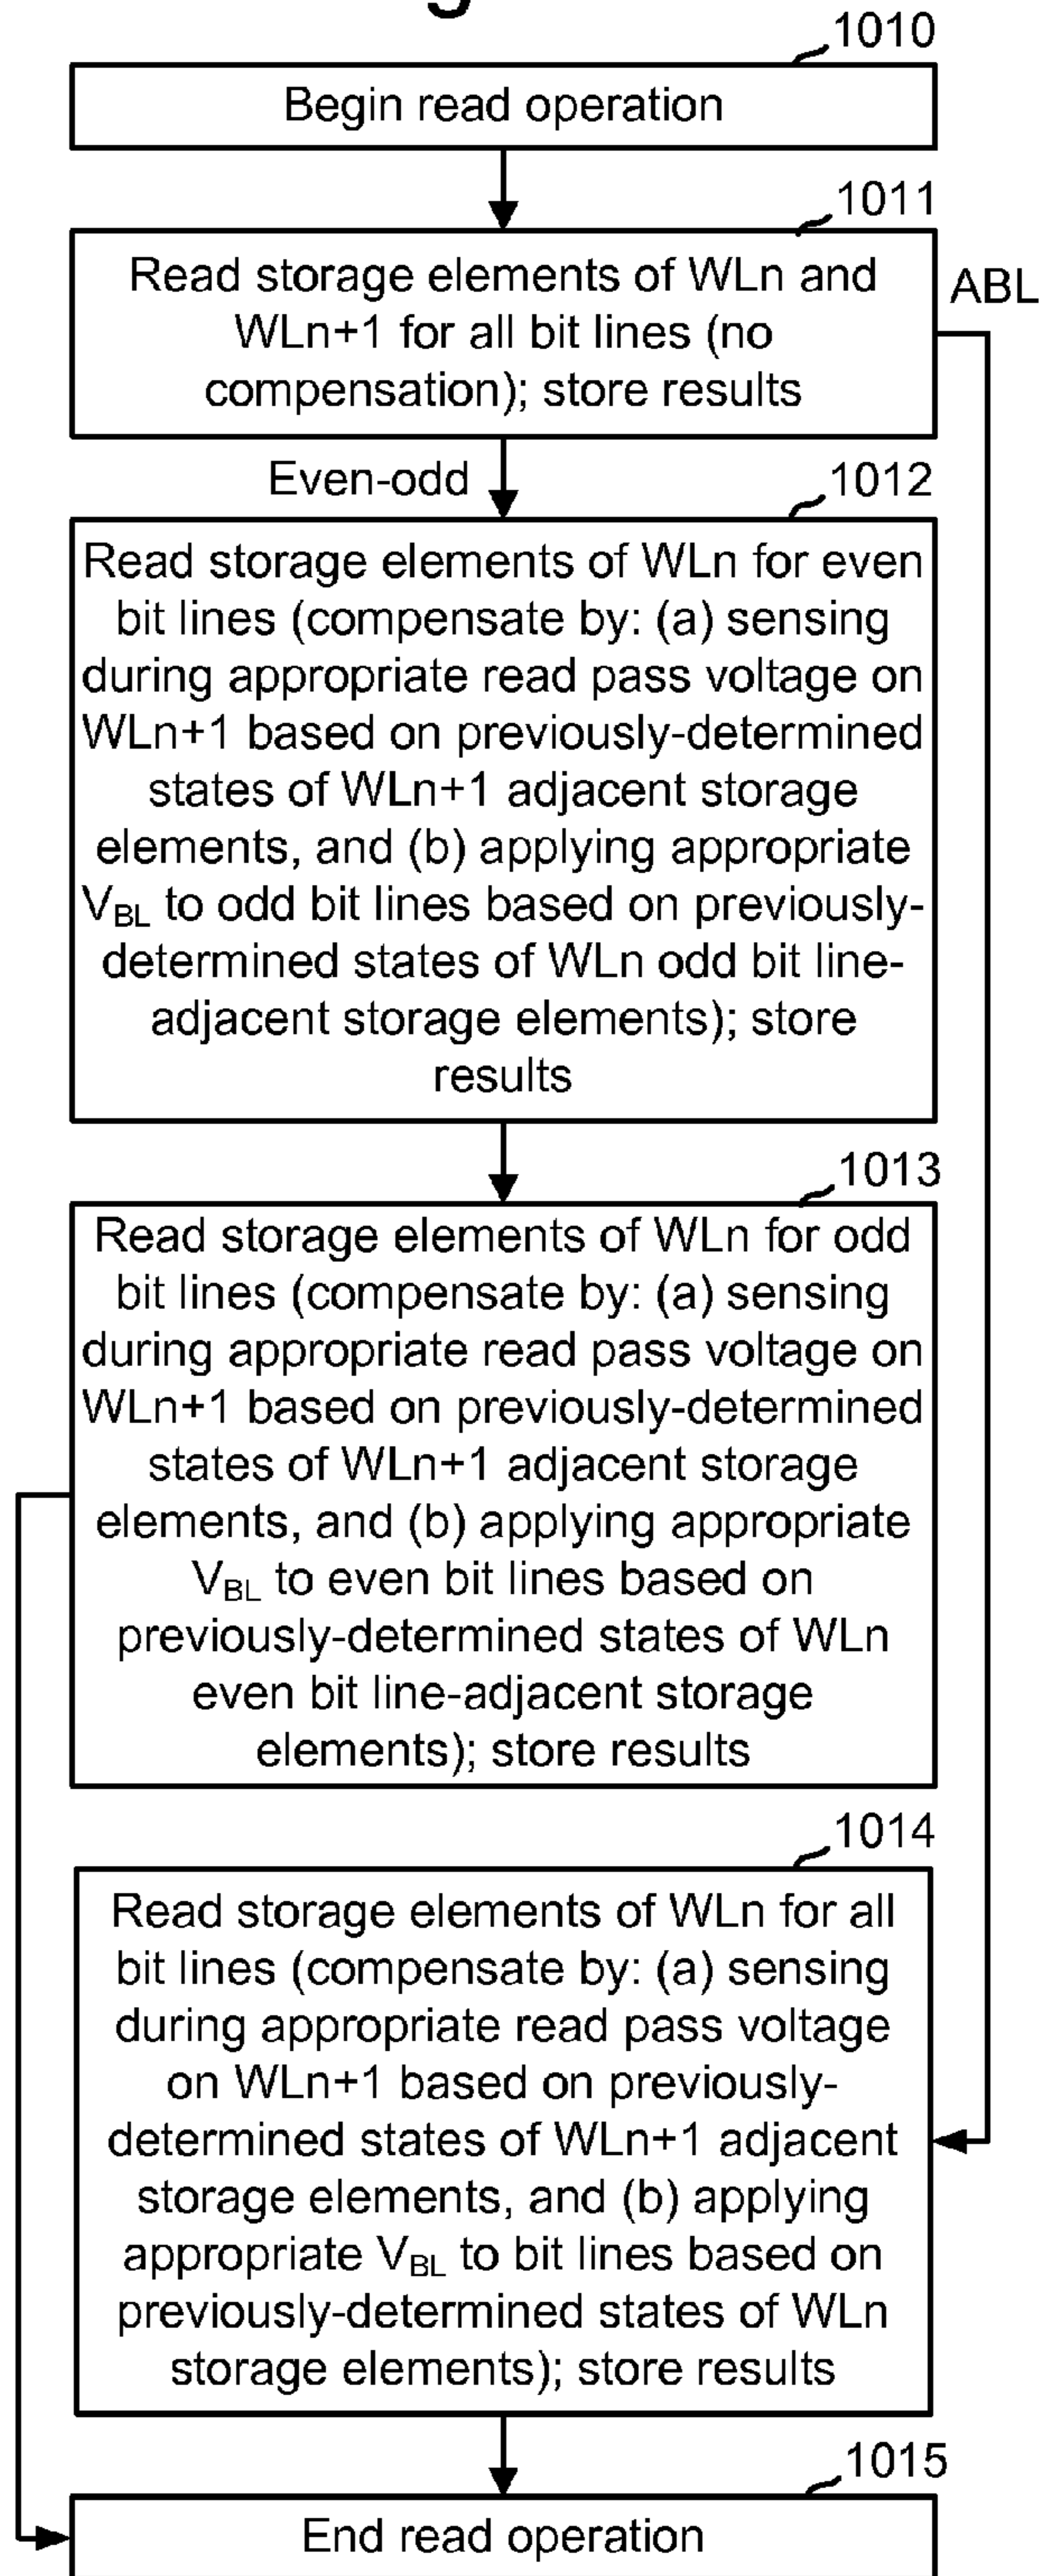 1010
Begin read operation
1011
Read storage elements of WLn and
WLn+1 for all bit lines (no
compensation); store results
ABL
Even-odd
1012
Read storage elements of WLn for even
bit lines (compensate by: (a) sensing
during appropriate read pass voltage on
WLn+1 based on previously-determined
states of WLn+1 adjacent storage
elements, and (b) applying appropriate
VBL to odd bit lines based on previously-
determined states of WLn odd bit line-
adjacent storage elements); store
results
1013
Read storage elements of WLn for odd
bit lines (compensate by: (a) sensing
during appropriate read pass voltage on
WLn+1 based on previously-determined
states of WLn+1 adjacent storage
elements, and (b) applying appropriate
VBL to even bit lines based on
previously-determined states of WLn
even bit line-adjacent storage
elements); store results
1014
Read storage elements of WLn for all
bit lines (compensate by: (a) sensing
during appropriate read pass voltage
on WLn+1 based on previously-
determined states of WLn+1 adjacent
storage elements, and (b) applying
appropriate VBL to bit lines based on
previously-determined states of WLn
storage elements); store results
1015
End read operation